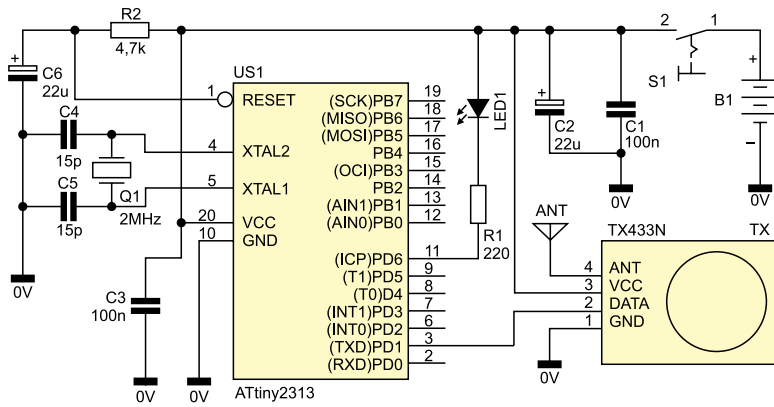 R2
4,7k
2
1
S1
+
B1
−
0V
+
C6
22u
US1
C4
15p
Q1
2MHz
C5
15p
0V
C3
100n
0V
0V
1
RESET
4
XTAL2
5
XTAL1
20
VCC
10
GND
(SCK)PB7
19
(MISO)PB6
18
(MOSI)PB5
17
PB4
16
(OCI)PB3
15
PB2
14
(AIN1)PB1
13
(AIN0)PB0
12
(ICP)PD6
11
(T1)PD5
9
(T0)D4
8
(INT1)PD3
7
(INT0)PD2
6
(TXD)PD1
3
(RXD)PD0
2
ATtiny2313
LED1
R1
220
+
C2
22u
C1
100n
0V
ANT
TX433N
TX
4
ANT
3
VCC
2
DATA
1
GND
0V